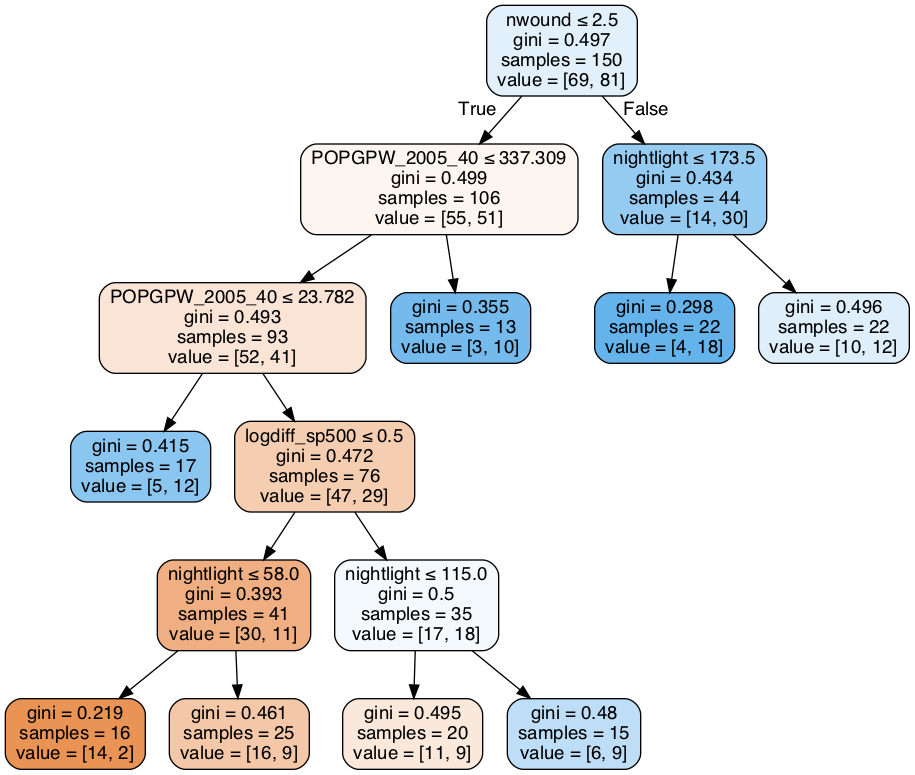 nwound ≤ 2.5
gini = 0.497
samples = 150
value = [69, 81]
True
False
POPGPW_2005_40 ≤ 337.309
gini = 0.499
samples = 106
value = [55, 51]
nightlight ≤ 173.5
gini = 0.434
samples = 44
value = [14, 30]
POPGPW_2005_40 ≤ 23.782
gini = 0.493
samples = 93
value = [52, 41]
gini = 0.355
samples = 13
value = [3, 10]
gini = 0.298
samples = 22
value = [4, 18]
gini = 0.496
samples = 22
value = [10, 12]
gini = 0.415
samples = 17
value = [5, 12]
logdiff_sp500 ≤ 0.5
gini = 0.472
samples = 76
value = [47, 29]
nightlight ≤ 58.0
gini = 0.393
samples = 41
value = [30, 11]
nightlight ≤ 115.0
gini = 0.5
samples = 35
value = [17, 18]
gini = 0.219
samples = 16
value = [14, 2]
gini = 0.461
samples = 25
value = [16, 9]
gini = 0.495
samples = 20
value = [11, 9]
gini = 0.48
samples = 15
value = [6, 9]